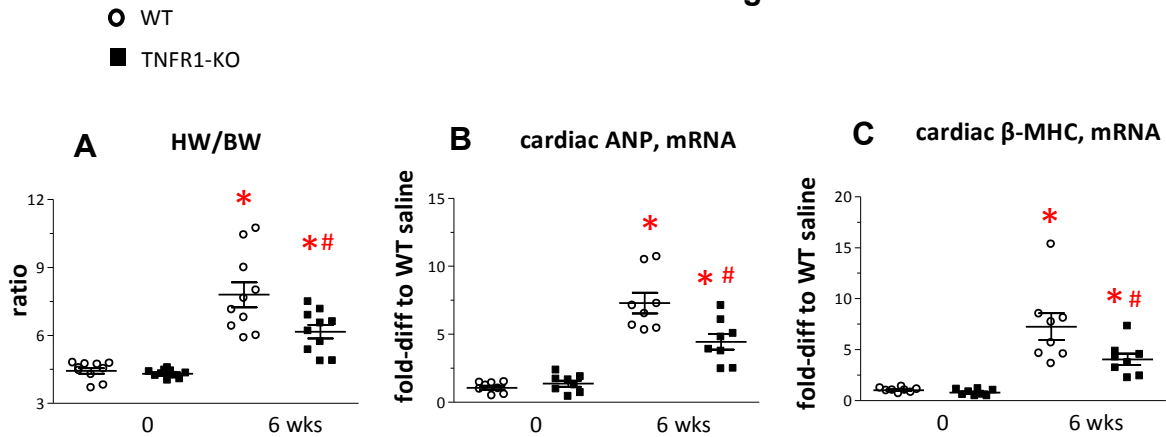 g
WT
TNFR1-KO
A HW/BW
ratio
12
9
6
3
*
*#
0 6 wks
B cardiac ANP, mRNA
fold-diff to WT saline
15
10
5
0
*
* #
0 6 wks
C cardiac β-MHC, mRNA
fold-diff to WT saline
20
15
10
5
0
*
* #
0 6 wks